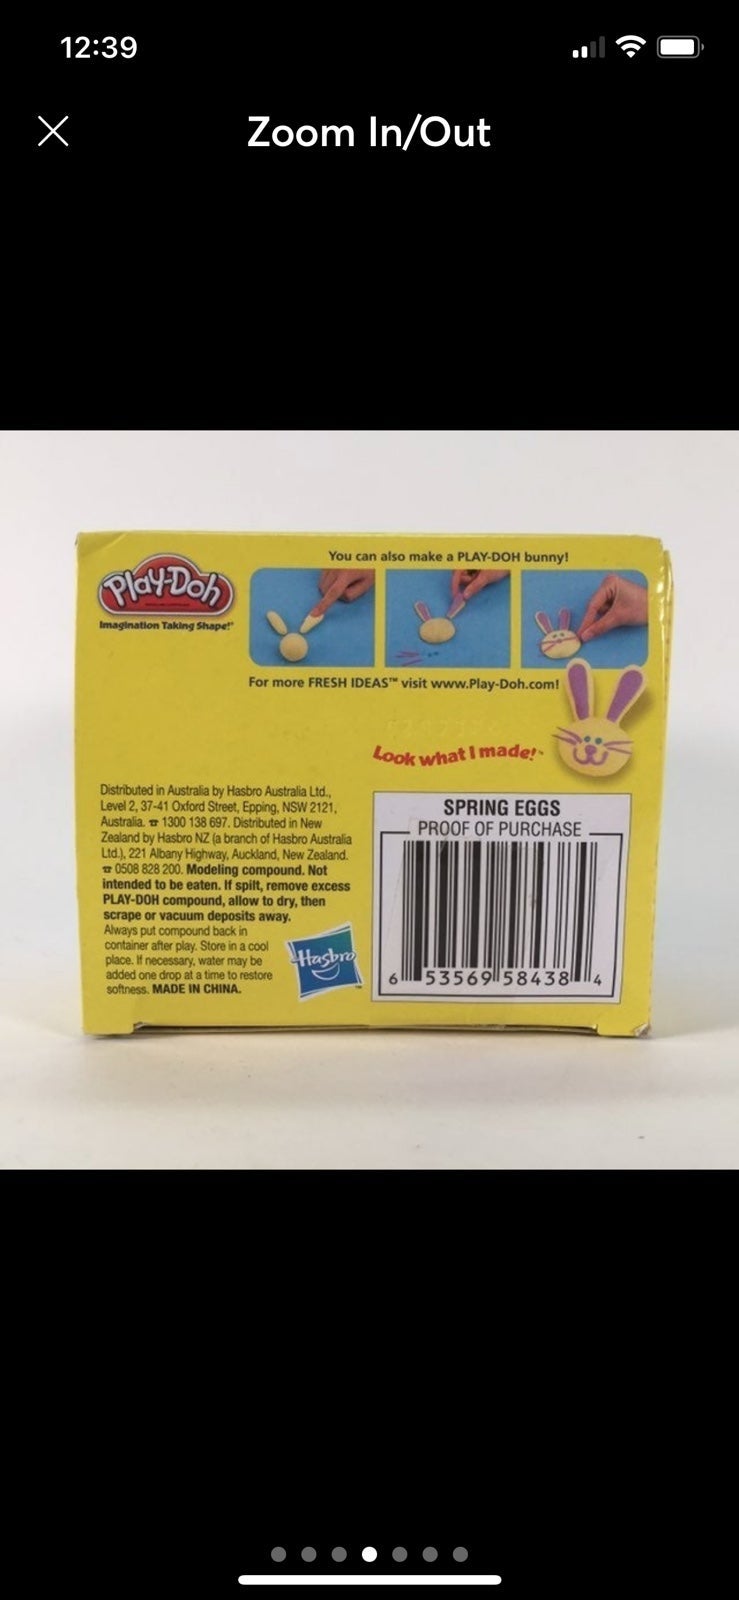 12:39
Zoom In/Out
You can also make a PLAY-DOH bunny!
Play-Doh
Imagination Taking Shape!™
For more FRESH IDEAS™ visit www.Play-Doh.com!
Look what I made!™
Distributed in Australia by Hasbro Australia Ltd.,
Level 2, 37-41 Oxford Street, Epping, NSW 2121,
Australia. ☎ 1300 138 697. Distributed in New
Zealand by Hasbro NZ (a branch of Hasbro Australia
Ltd.), 221 Albany Highway, Auckland, New Zealand.
☎ 0508 828 200. Modeling compound. Not
intended to be eaten. If spilt, remove excess
PLAY-DOH compound, allow to dry, then
scrape or vacuum deposits away.
Always put compound back in
container after play. Store in a cool
place. If necessary, water may be
added one drop at a time to restore
softness. MADE IN CHINA.
Hasbro™
SPRING EGGS
PROOF OF PURCHASE
6 53569 58438 4